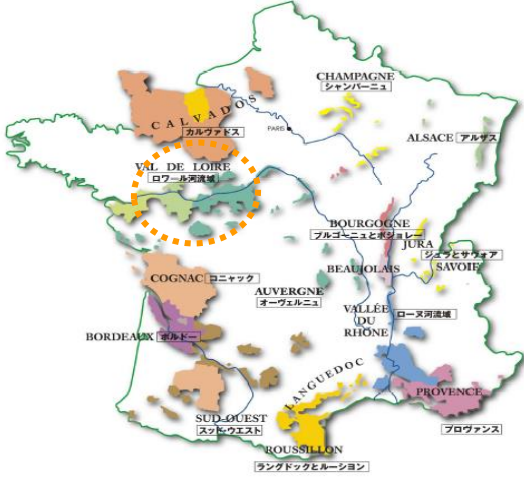 CHAMPAGNE
シャンパーニュ
CALVADOS
カルヴァドス
PARIS
ALSACE アルザス
VAL DE LOIRE
ロワール河流域
BOURGOGNE
ブルゴーニュとボジョレー
JURA
ジュラとサヴォア
SAVOIE
BEAUJOLAIS
COGNAC コニャック
AUVERGNE
オーヴェルニュ
VALLÉE
DU
RHÔNE
ローヌ河流域
BORDEAUX ボルドー
LANGUEDOC
PROVENCE
プロヴァンス
SUD-OUEST
スッド・ウエスト
ROUSSILLON
ラングドックとルーション